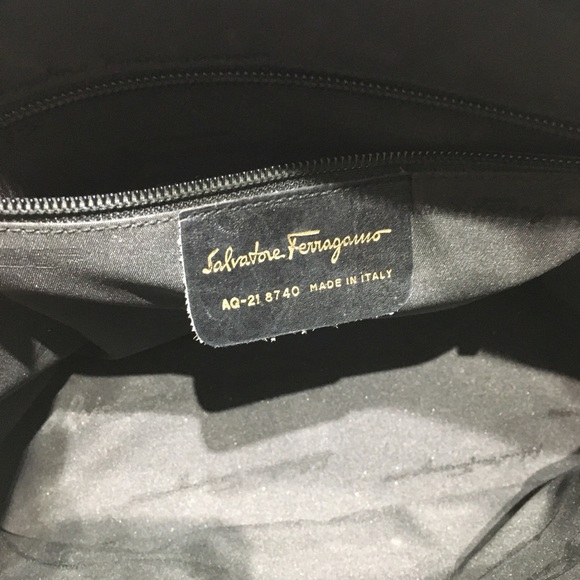 Salvatore Ferragamo
AQ-21 8740 MADE IN ITALY